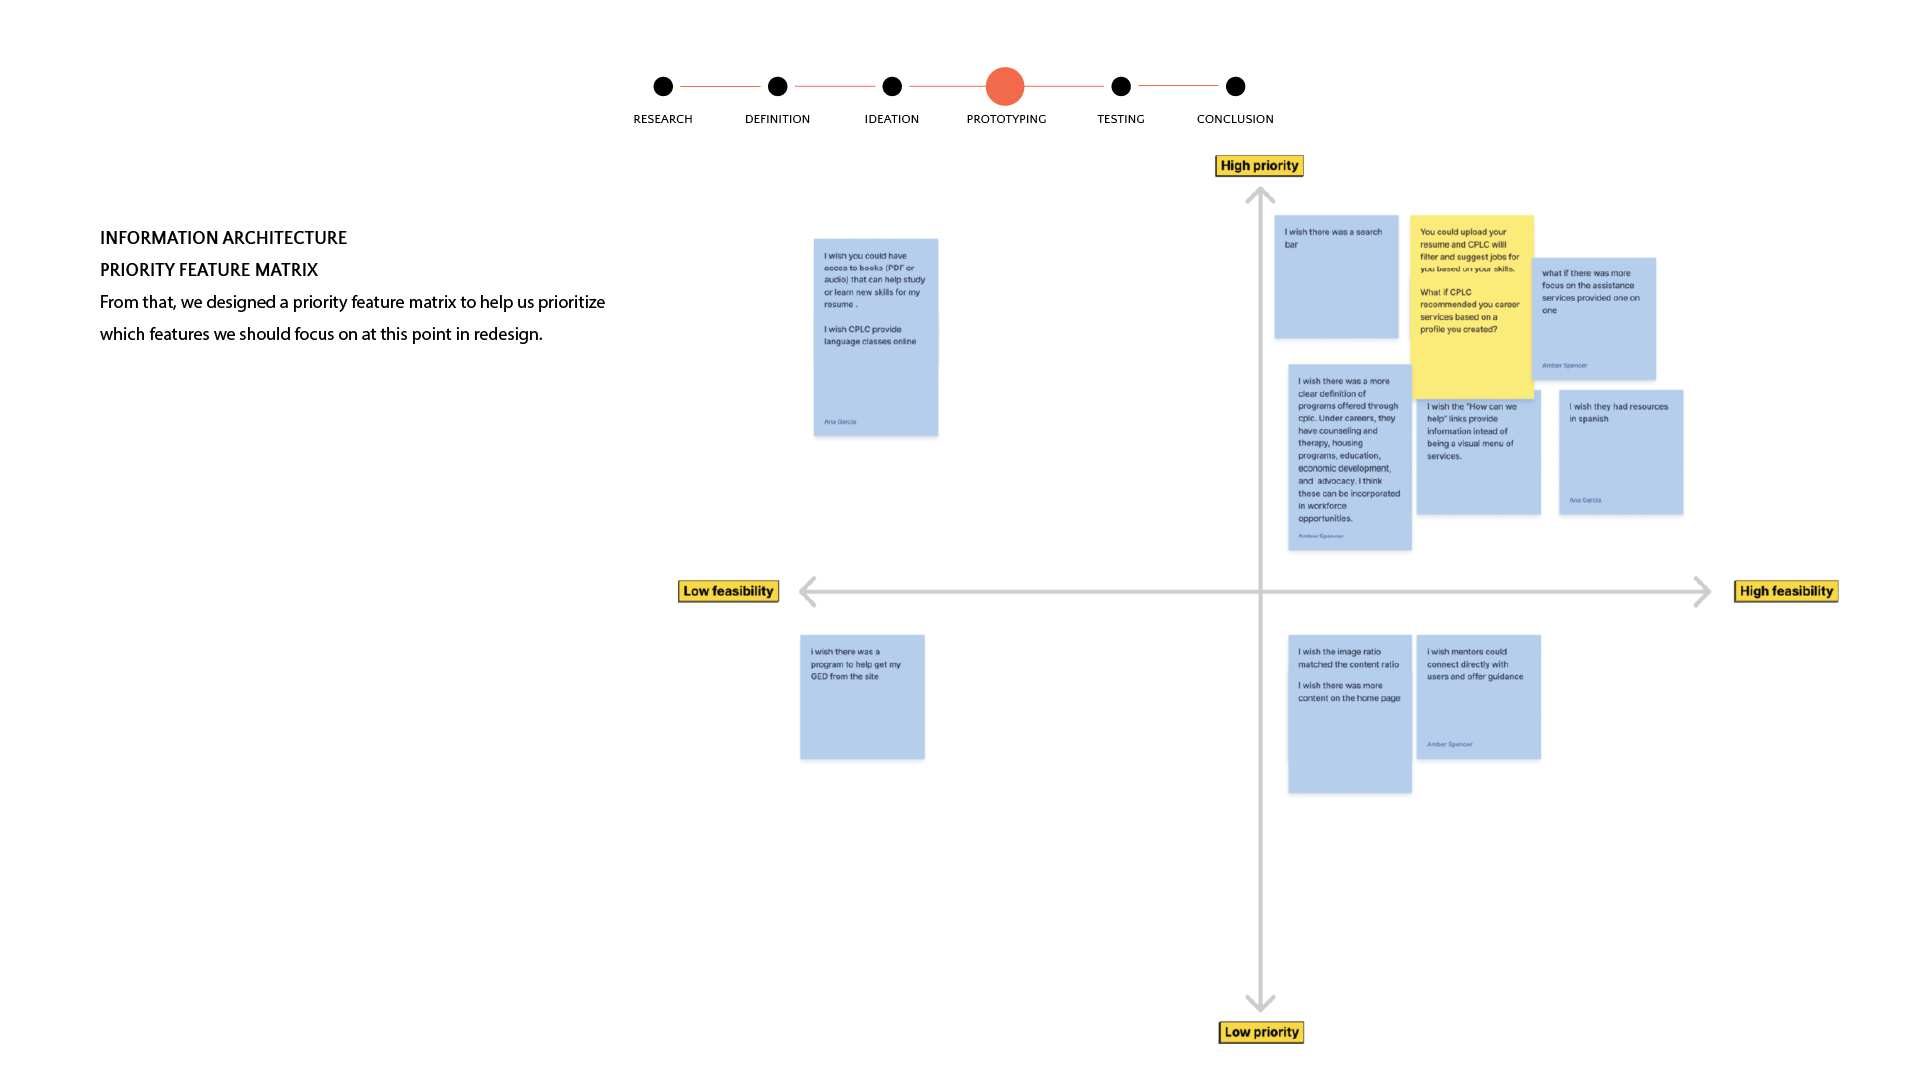 RESEARCH
DEFINITION
IDEATION
PROTOTYPING
TESTING
CONCLUSION
INFORMATION ARCHITECTURE
PRIORITY FEATURE MATRIX
From that, we designed a priority feature matrix to help us prioritize
which features we should focus on at this point in redesign.
High priority
I wish you could have
access to books (PDF or
audio) that can help study
or learn new skills for my
resume .
I wish CPLC provide
language classes online
Ana Garcia
I wish there was a search
bar
You could upload your
resume and CPLC willl
filter and suggest jobs for
you based on your skills.
What if CPLC
recommended you career
services based on a
profile you created?
what if there was more
focus on the assistance
services provided one on
one
Amber Spencer
I wish there was a more
clear definition of
programs offered through
cplc. Under careers, they
have counseling and
therapy, housing
programs, education,
economic development,
and advocacy. I think
these can be incorporated
in workforce
opportunities.
Amber Spencer
I wish the "How can we
help" links provide
information intead of
being a visual menu of
services.
I wish they had resources
in spanish
Ana Garcia
Low feasibility
High feasibility
i wish there was a
program to help get my
GED from the site
I wish the image ratio
matched the content ratio
I wish there was more
content on the home page
i wish mentors could
connect directly with
users and offer guidance
Amber Spencer
Low priority